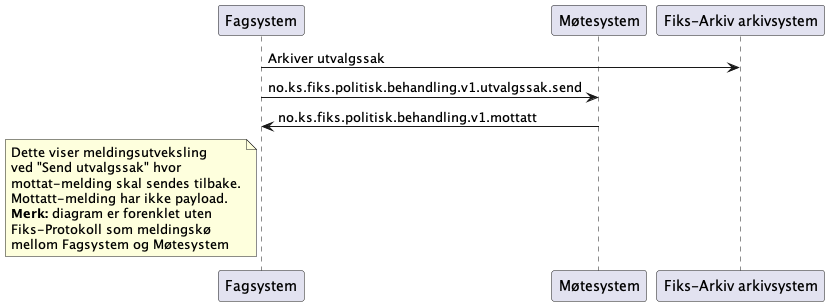 Fagsystem Møtesystem Fiks-Arkiv arkivsystem
Arkiver utvalgssak
no.ks.fiks.politisk.behandling.v1.utvalgssak.send
no.ks.fiks.politisk.behandling.v1.mottatt
Dette viser meldingsutveksling
ved "Send utvalgssak" hvor
mottat-melding skal sendes tilbake.
Mottatt-melding har ikke payload.
Merk: diagram er forenklet uten
Fiks-Protokoll som meldingskø
mellom Fagsystem og Møtesystem
Fagsystem Møtesystem Fiks-Arkiv arkivsystem